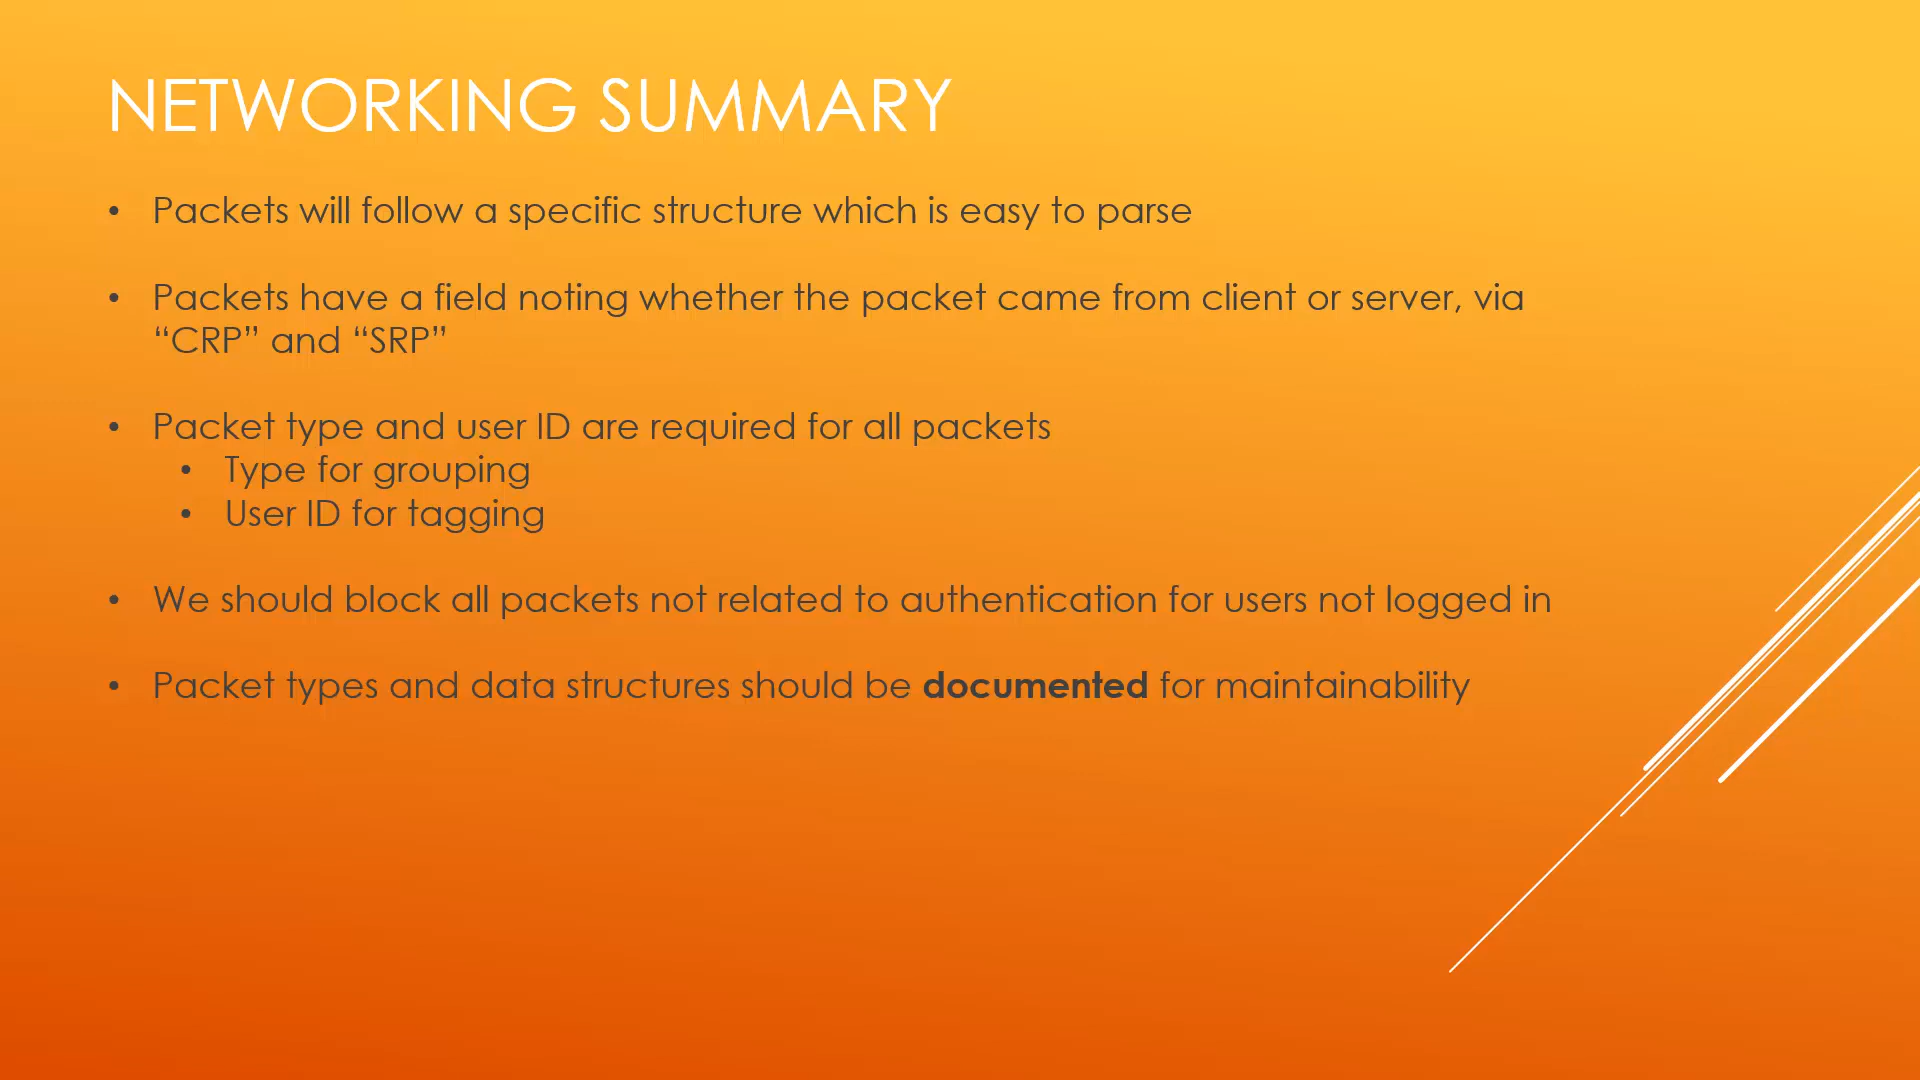 NETWORKING SUMMARY
• Packets will follow a specific structure which is easy to parse
• Packets have a field noting whether the packet came from client or server, via
“CRP” and “SRP”
• Packet type and user ID are required for all packets
• Type for grouping
• User ID for tagging
• We should block all packets not related to authentication for users not logged in
• Packet types and data structures should be documented for maintainability